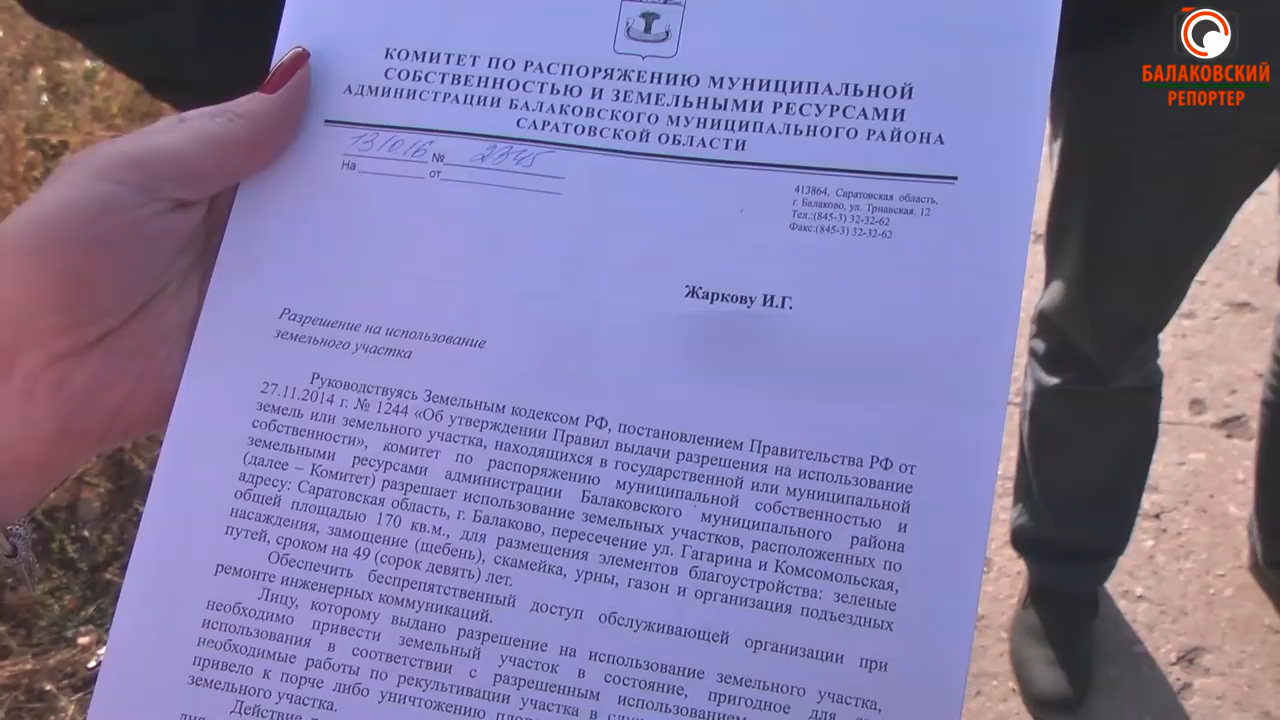 БАЛАКОВСКИЙ
РЕПОРТЕР
КОМИТЕТ ПО РАСПОРЯЖЕНИЮ МУНИЦИПАЛЬНОЙ
СОБСТВЕННОСТЬЮ И ЗЕМЕЛЬНЫМИ РЕСУРСАМИ
АДМИНИСТРАЦИИ БАЛАКОВСКОГО МУНИЦИПАЛЬНОГО РАЙОНА
САРАТОВСКОЙ ОБЛАСТИ
№
На от
413864, Саратовская область,
г. Балаково, ул. Трнавская. 12
Тел.:(845-3) 32-32-62
Факс:(845-3) 32-32-62
Жаркову И.Г.
Разрешение на использование
земельного участка
Руководствуясь Земельным кодексом РФ, постановлением Правительства РФ от
27.11.2014 г. № 1244 «Об утверждении Правил выдачи разрешения на использование
земель или земельного участка, находящихся в государственной или муниципальной
собственности», комитет по распоряжению муниципальной собственностью и
земельными ресурсами администрации Балаковского муниципального района
(далее – Комитет) разрешает использование земельных участков, расположенных по
адресу: Саратовская область, г. Балаково, пересечение ул. Гагарина и Комсомольская,
общей площадью 170 кв.м., для размещения элементов благоустройства: зеленые
насаждения, замощение (щебень), скамейка, урны, газон и организация подъездных
путей, сроком на 49 (сорок девять) лет.
Обеспечить беспрепятственный доступ обслуживающей организации при
ремонте инженерных коммуникаций.
Лицу, которому выдано разрешение на использование земельного участка,
необходимо привести земельный участок в состояние, пригодное для
использования в соответствии с разрешенным использованием
необходимые работы по рекультивации участка в
привело к порче либо уничтожению
земельного участка.
Действие